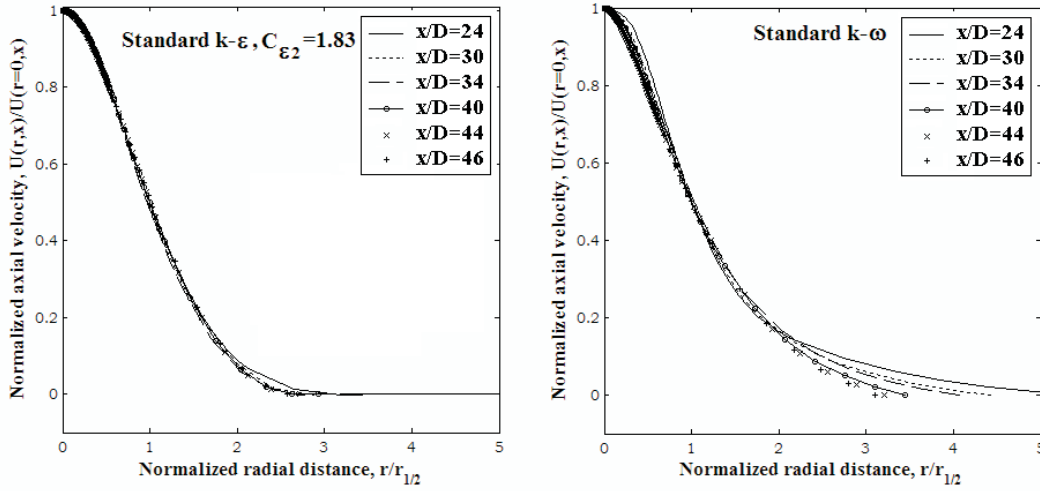 Standard k-ε , Cε2=1.83
x/D=24
x/D=30
x/D=34
x/D=40
x/D=44
x/D=46
1
0.8
0.6
0.4
0.2
0
0
1
2
3
4
5
Normalized axial velocity, U(r,x)/U(r=0,x)
Normalized radial distance, r/r1/2
Standard k-ω
x/D=24
x/D=30
x/D=34
x/D=40
x/D=44
x/D=46
1
0.8
0.6
0.4
0.2
0
0
1
2
3
4
5
Normalized axial velocity, U(r,x)/U(r=0,x)
Normalized radial distance, r/r1/2